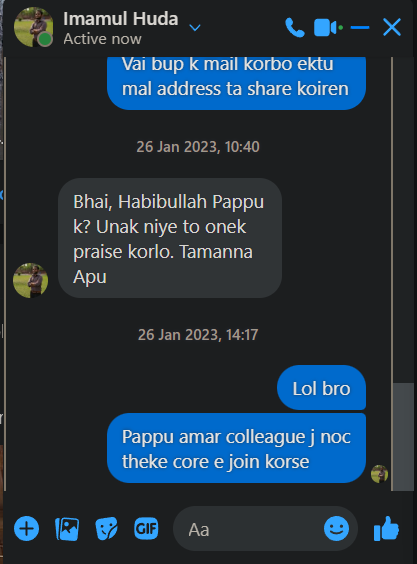 Imamul Huda
Active now
Vai bup k mail korbo ektu
mal address ta share koiren
26 Jan 2023, 10:40
Bhai, Habibullah Pappu
k? Unak niye to onek
praise korlo. Tamanna
Apu
26 Jan 2023, 14:17
Lol bro
Pappu amar colleague j noc
theke core e join korse
GIF
Aa